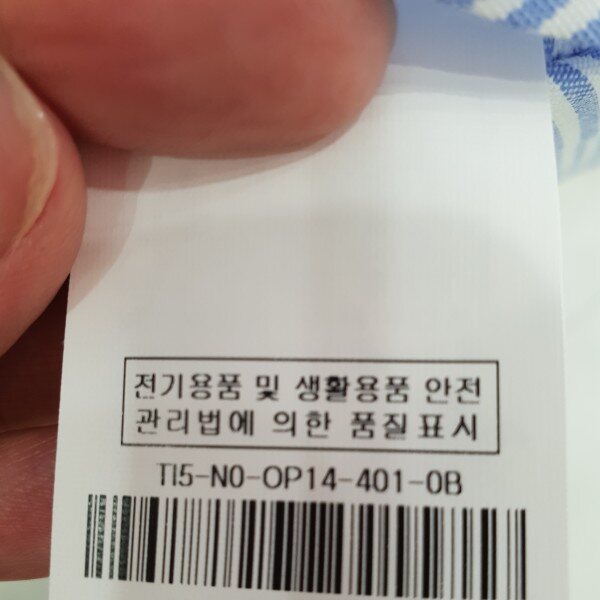 전기용품 및 생활용품 안전
관리법에 의한 품질표시
TI5-N0-OP14-401-0B